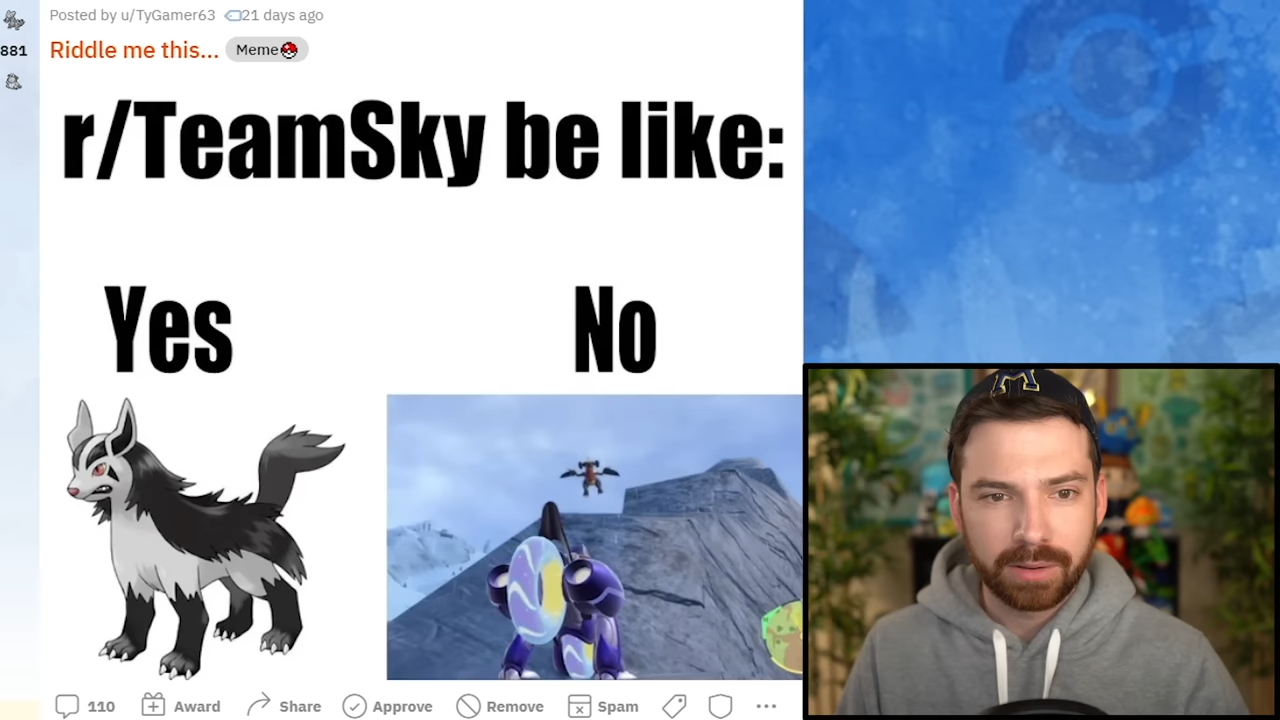 Posted by u/TyGamer63 21 days ago
881
Riddle me this... Meme
r/TeamSky be like:
Yes No
M
110 Award Share Approve Remove Spam